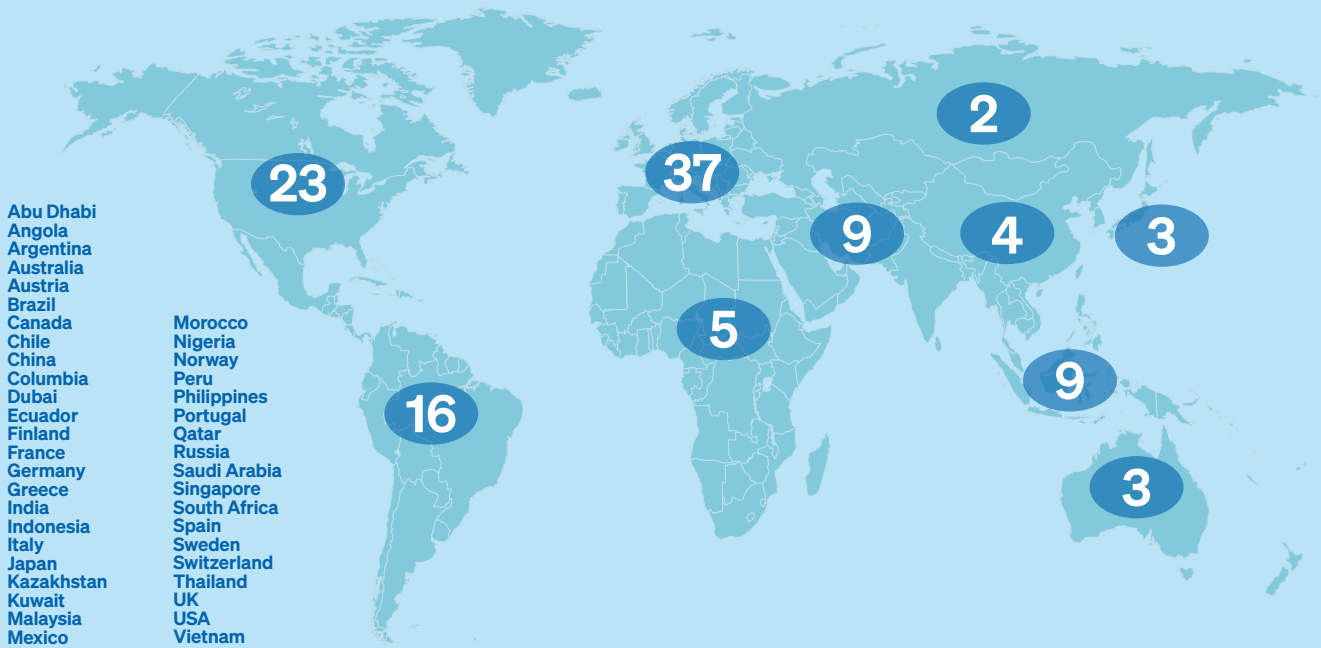 2
37
23
9
4
3
5
9
16
3
Abu Dhabi
Angola
Argentina
Australia
Austria
Brazil
Canada
Chile
China
Columbia
Dubai
Ecuador
Finland
France
Germany
Greece
India
Indonesia
Italy
Japan
Kazakhstan
Kuwait
Malaysia
Mexico
Morocco
Nigeria
Norway
Peru
Philippines
Portugal
Qatar
Russia
Saudi Arabia
Singapore
South Africa
Spain
Sweden
Switzerland
Thailand
UK
USA
Vietnam